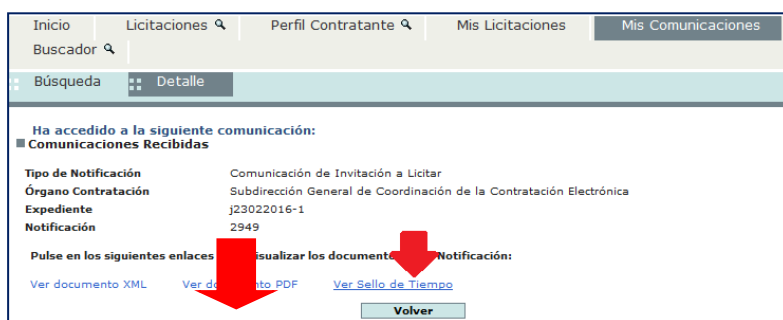 Inicio Licitaciones Perfil Contratante Mis Licitaciones Mis Comunicaciones
Buscador
Búsqueda Detalle
Ha accedido a la siguiente comunicación:
Comunicaciones Recibidas
Tipo de Notificación Comunicación de Invitación a Licitar
Órgano Contratación Subdirección General de Coordinación de la Contratación Electrónica
Expediente j23022016-1
Notificación 2949
Pulse en los siguientes enlaces visualizar los documento Notificación:
Ver documento XML Ver documento PDF Ver Sello de Tiempo
Volver